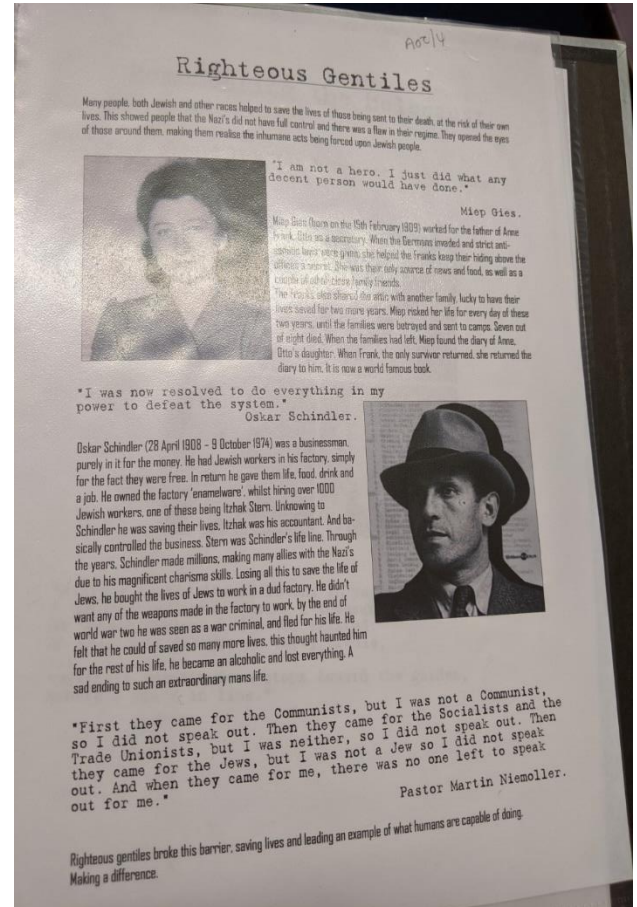 Aoc/4
Righteous Gentiles
Many people, both Jewish and other races helped to save the lives of those being sent to their death, at the risk of their own
lives. This showed people that the Nazi's did not have full control and there was a flaw in their regime. They opened the eyes
of those around them, making them realise the inhumane acts being forced upon Jewish people.
"I am not a hero. I just did what any
decent person would have done."
Miep Gies.
Miep Gies (born on the 15th February 1909) worked for the father of Anne
Frank, Otto as a secretary. When the Germans invaded and strict anti-
semitic laws were given, she helped the Franks keep their hiding above the
offices a secret. She was their only source of news and food, as well as a
couple of other close family friends.
The Franks also shared the attic with another family, lucky to have their
lives saved for two more years. Miep risked her life for every day of these
two years, until the families were betrayed and sent to camps. Seven out
of eight died. When the families had left, Miep found the diary of Anne,
Otto's daughter. When Frank, the only survivor returned, she returned the
diary to him. It is now a world famous book.
"I was now resolved to do everything in my
power to defeat the system."
Oskar Schindler.
Oskar Schindler (28 April 1908 - 9 October 1974) was a businessman,
purely in it for the money. He had Jewish workers in his factory, simply
for the fact they were free. In return he gave them life, food, drink and
a job. He owned the factory 'enamelware', whilst hiring over 1000
Jewish workers, one of these being Itzhak Stern. Unknowing to
Schindler he was saving their lives. Itzhak was his accountant. And ba-
sically controlled the business. Stern was Schindler's life line. Through
the years, Schindler made millions, making many allies with the Nazi's
due to his magnificent charisma skills. Losing all this to save the life of
Jews, he bought the lives of Jews to work in a dud factory. He didn't
want any of the weapons made in the factory to work, by the end of
world war two he was seen as a war criminal, and fled for his life. He
felt that he could of saved so many more lives, this thought haunted him
for the rest of his life, he became an alcoholic and lost everything. A
sad ending to such an extraordinary mans life.
"First they came for the Communists, but I was not a Communist,
so I did not speak out. Then they came for the Socialists and the
Trade Unionists, but I was neither, so I did not speak out. Then
they came for the Jews, but I was not a Jew so I did not speak
out. And when they came for me, there was no one left to speak
out for me."
Pastor Martin Niemoller.
Righteous gentiles broke this barrier, saving lives and leading an example of what humans are capable of doing.
Making a difference.